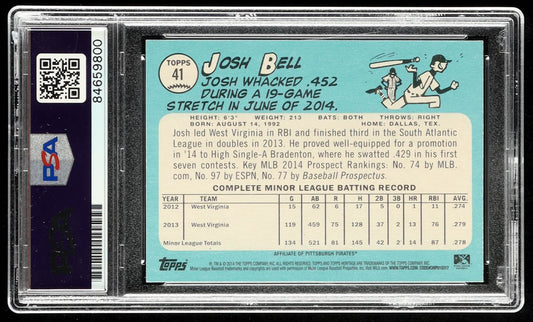 84659800
PSA
TOPPS
41
JOSH BELL
JOSH WHACKED .452
DURING A 19-GAME
STRETCH IN JUNE OF 2014.
HEIGHT: 6'3" WEIGHT: 213 BATS: BOTH THROWS: RIGHT
BORN: AUGUST 14, 1992 HOME: DALLAS, TEX.
Josh led West Virginia in RBI and finished third in the South Atlantic
League in doubles in 2013. He proved well-equipped for a promotion
in '14 to High Single-A Bradenton, where he swatted .429 in his first
seven contests. Key MLB 2014 Prospect Rankings: No. 74 by MLB.
com, No. 97 by ESPN, No. 77 by Baseball Prospectus.
COMPLETE MINOR LEAGUE BATTING RECORD
YEAR TEAM G AB R H 2B 3B HR RBI AVG.
2012 West Virginia 15 62 6 17 5 0 1 11 .274
2013 West Virginia 119 459 75 128 37 2 13 76 .279
Minor League Totals 134 521 81 145 42 2 14 87 .278
AFFILIATE OF PITTSBURGH PIRATES®
Topps